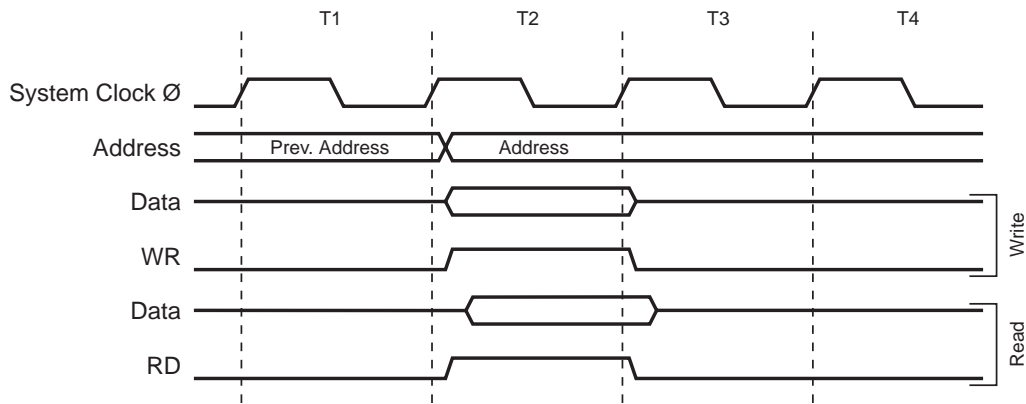 T1 T2 T3 T4
System Clock Ø
Address Prev. Address Address
Data
WR
Write
Data
RD
Read